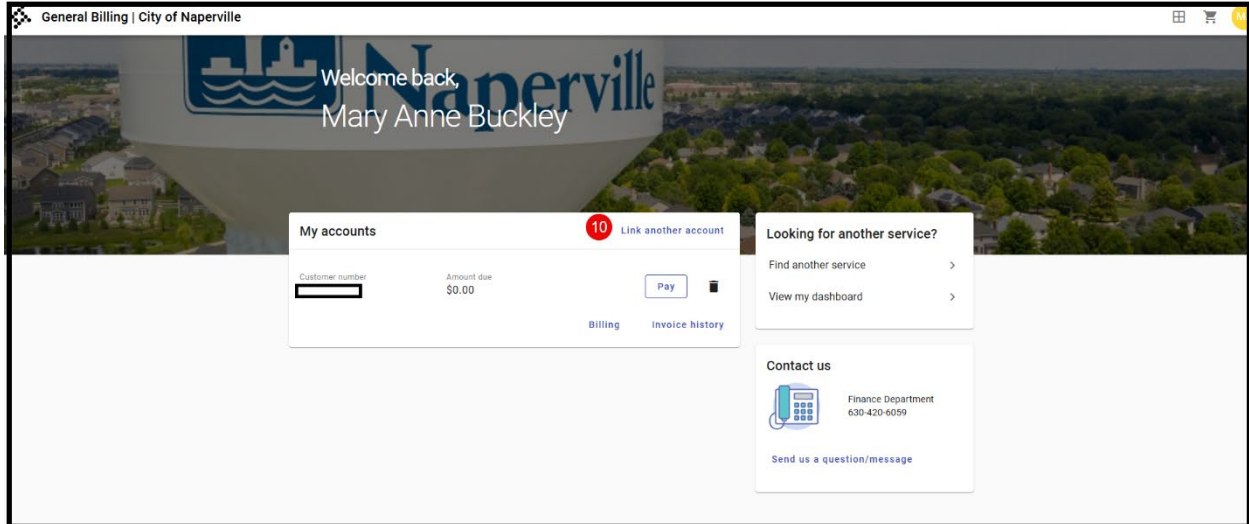 General Billing | City of Naperville
M
Naperville
Welcome back,
Mary Anne Buckley
My accounts
10
Link another account
Customer number
Amount due
$0.00
Pay
Billing
Invoice history
Looking for another service?
Find another service
View my dashboard
Contact us
Finance Department
630-420-6059
Send us a question/message